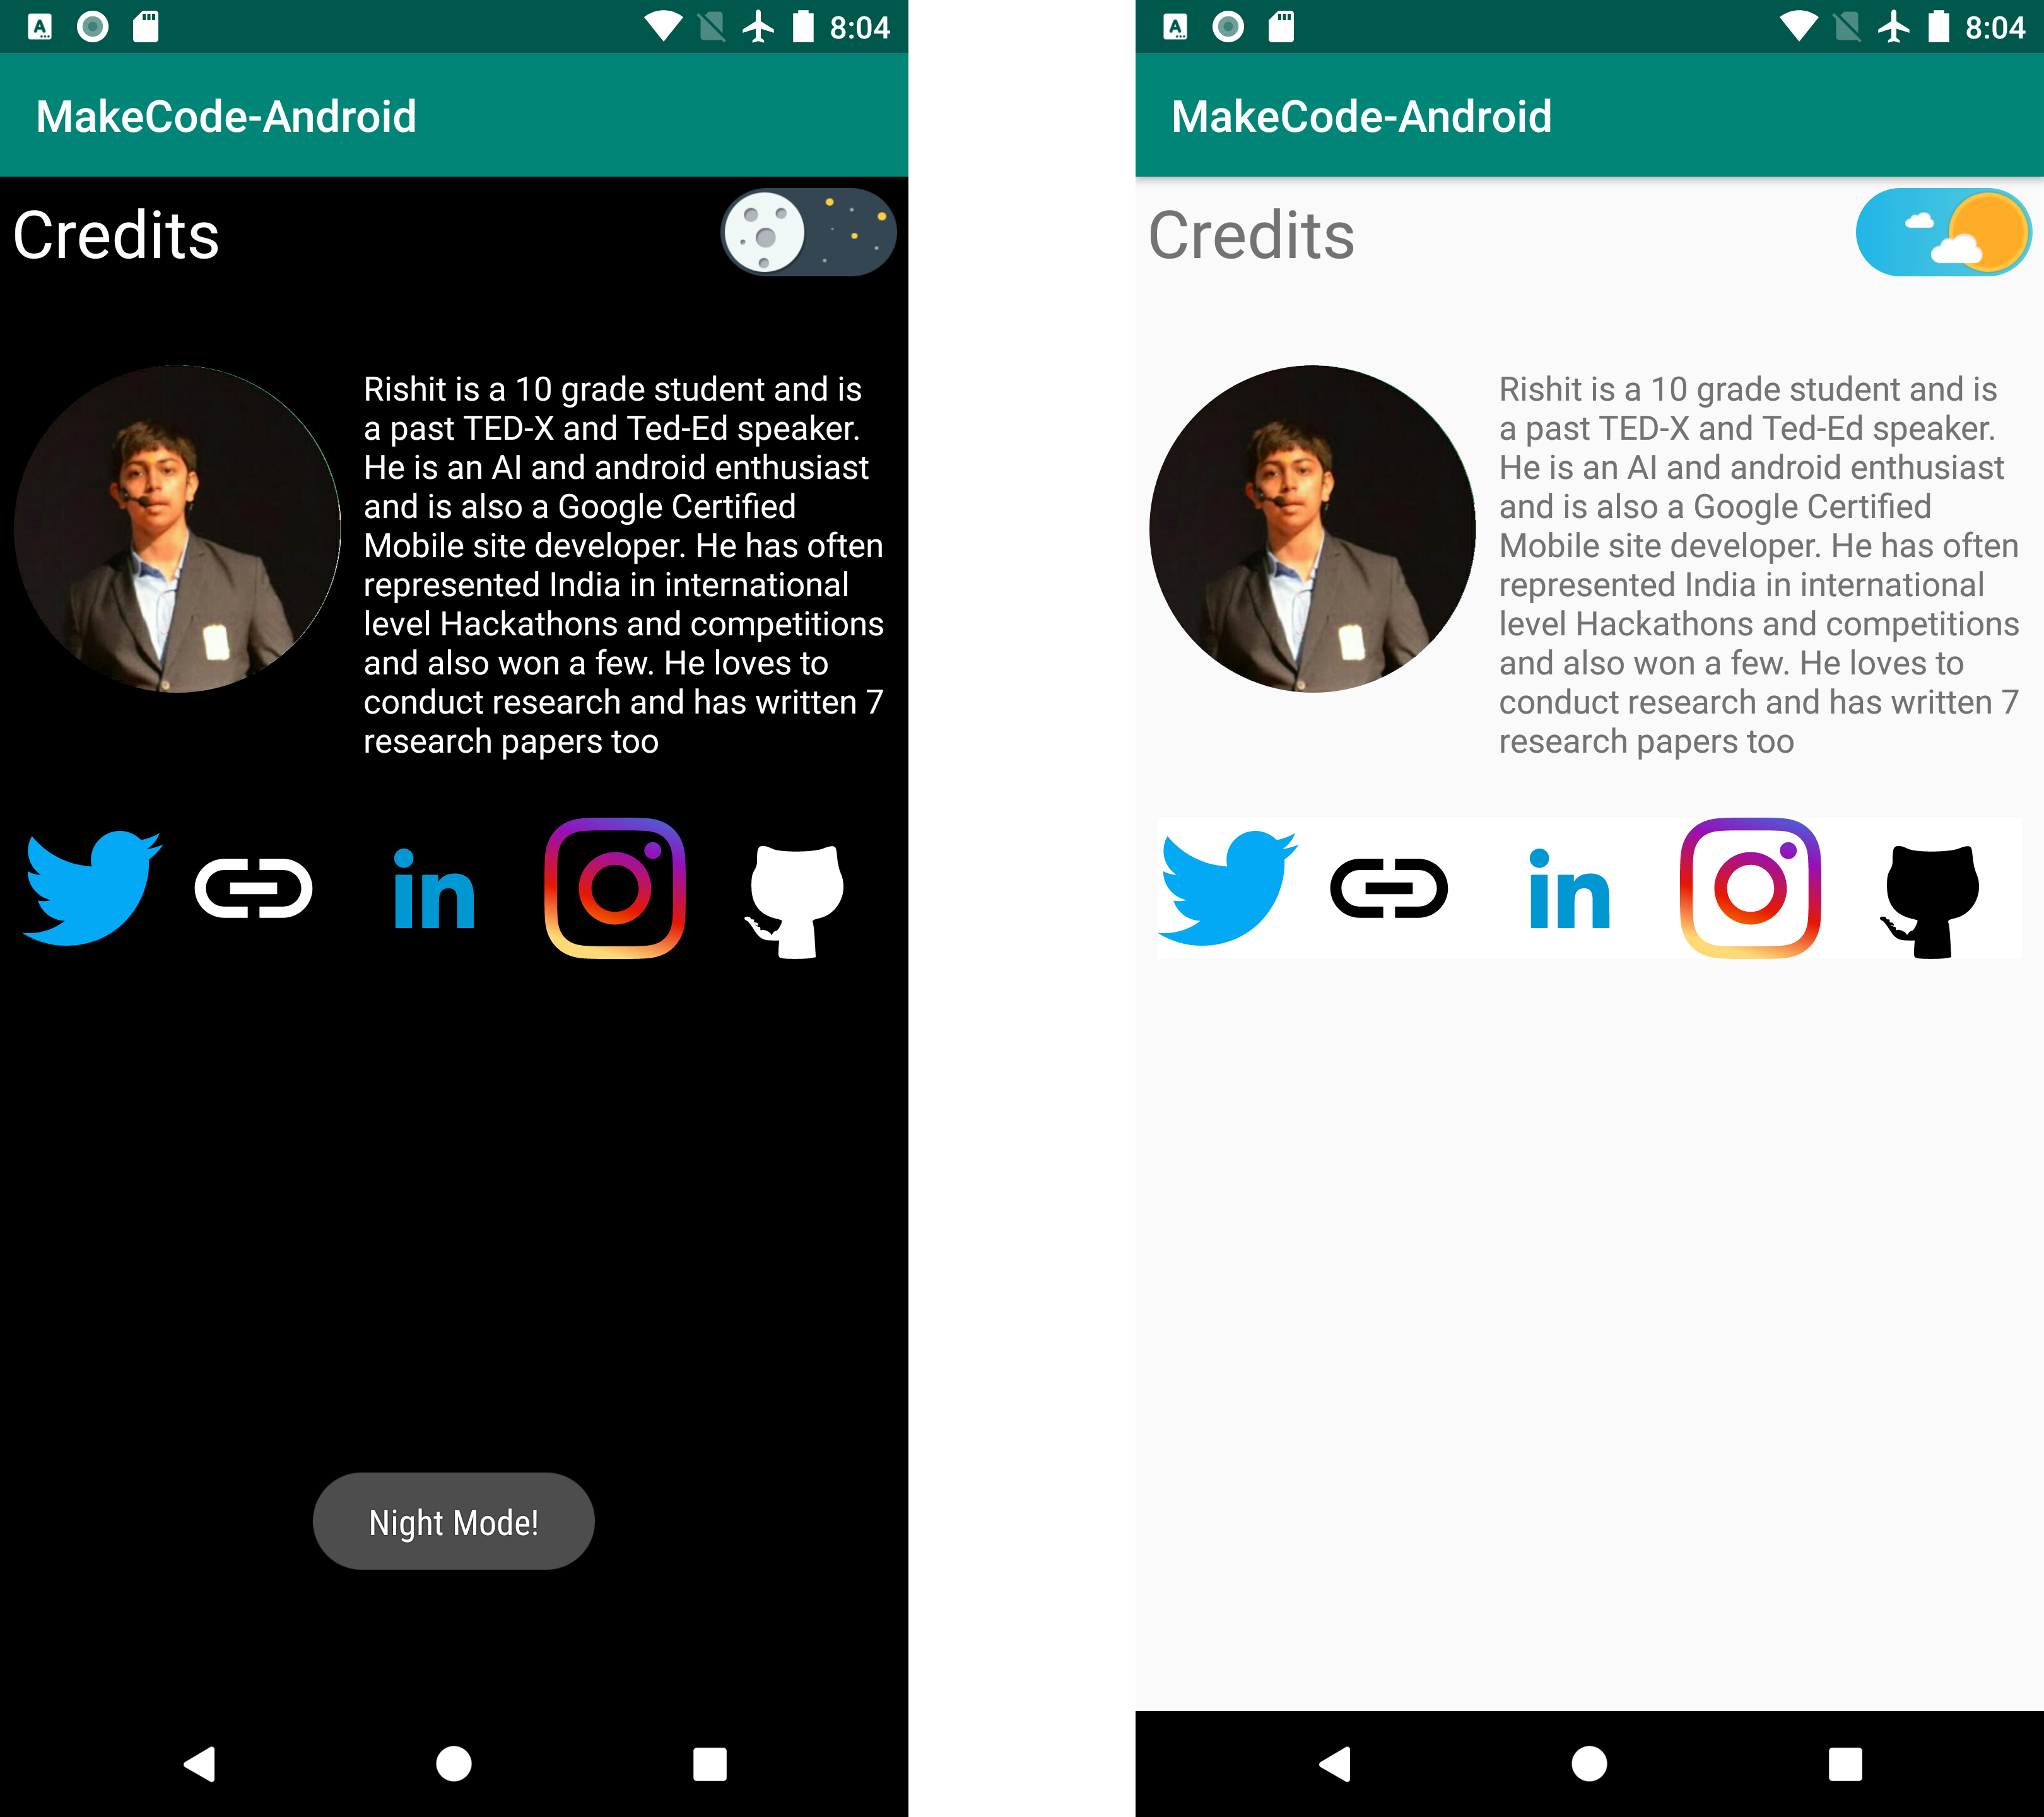 8:04
MakeCode-Android
Credits
Rishit is a 10 grade student and is
a past TED-X and Ted-Ed speaker.
He is an AI and android enthusiast
and is also a Google Certified
Mobile site developer. He has often
represented India in international
level Hackathons and competitions
and also won a few. He loves to
conduct research and has written 7
research papers too
in
Night Mode!
8:04
MakeCode-Android
Credits
Rishit is a 10 grade student and is
a past TED-X and Ted-Ed speaker.
He is an AI and android enthusiast
and is also a Google Certified
Mobile site developer. He has often
represented India in international
level Hackathons and competitions
and also won a few. He loves to
conduct research and has written 7
research papers too
in